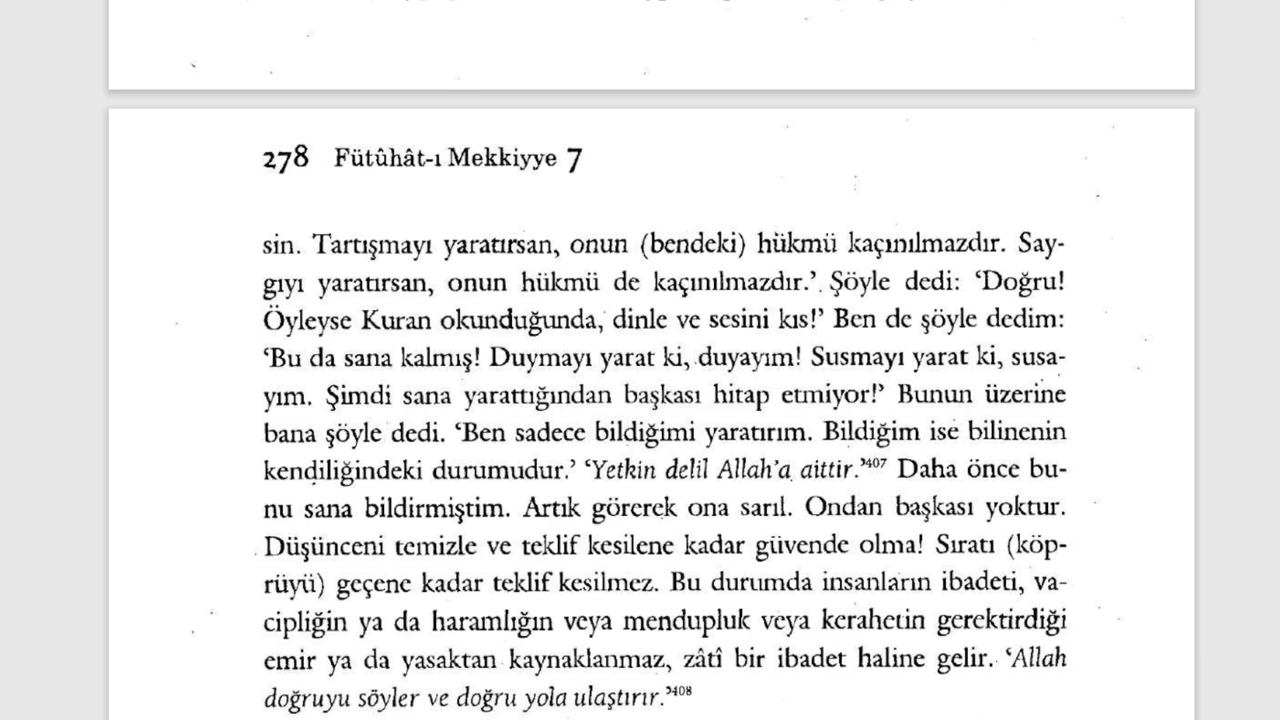 278 Fütûhât-ı Mekkiyye 7
sin. Tartışmayı yaratırsan, onun (bendeki) hükmü kaçınılmazdır. Say-
gıyı yaratırsan, onun hükmü de kaçınılmazdır.’. Şöyle dedi: ‘Doğru!
Öyleyse Kuran okunduğunda, dinle ve sesini kıs!’ Ben de şöyle dedim:
‘Bu da sana kalmış! Duymayı yarat ki, duyayım! Susmayı yarat ki, susa-
yım. Şimdi sana yarattığından başkası hitap etmiyor!’ Bunun üzerine
bana şöyle dedi. ‘Ben sadece bildiğimi yaratırım. Bildiğim ise bilinenin
kendiliğindeki durumudur.’ ‘Yetkin delil Allah’a aittir.’407 Daha önce bu-
nu sana bildirmiştim. Artık görerek ona sarıl. Ondan başkası yoktur.
Düşünceni temizle ve teklif kesilene kadar güvende olma! Sıratı (köp-
rüyü) geçene kadar teklif kesilmez. Bu durumda insanların ibadeti, va-
cipliğin ya da haramlığın veya mendupluk veya kerahetin gerektirdiği
emir ya da yasaktan kaynaklanmaz, zâtî bir ibadet haline gelir. ‘Allah
doğruyu söyler ve doğru yola ulaştırır.’408